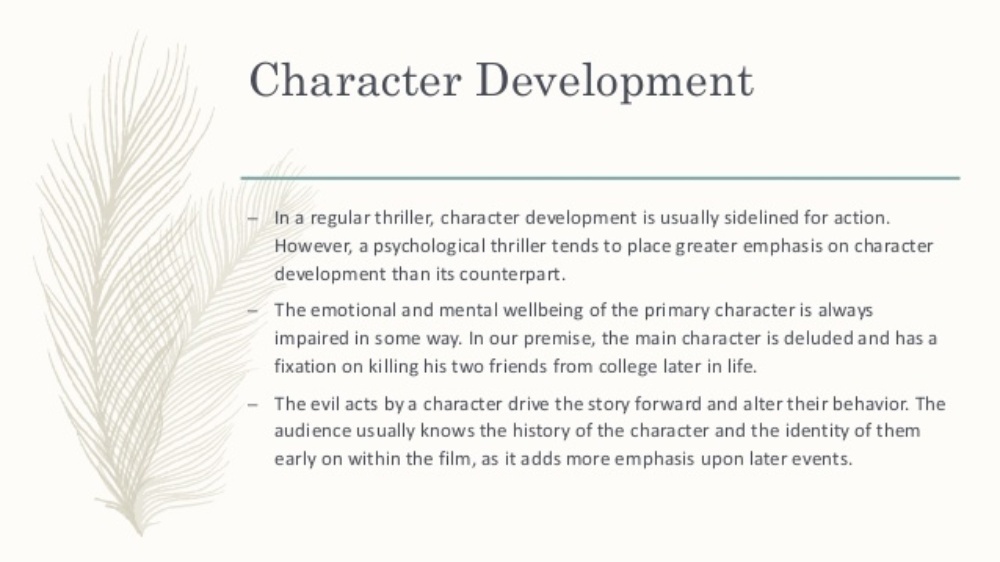 Character Development
– In a regular thriller, character development is usually sidelined for action.
However, a psychological thriller tends to place greater emphasis on character
development than its counterpart.
– The emotional and mental wellbeing of the primary character is always
impaired in some way. In our premise, the main character is deluded and has a
fixation on killing his two friends from college later in life.
– The evil acts by a character drive the story forward and alter their behavior. The
audience usually knows the history of the character and the identity of them
early on within the film, as it adds more emphasis upon later events.